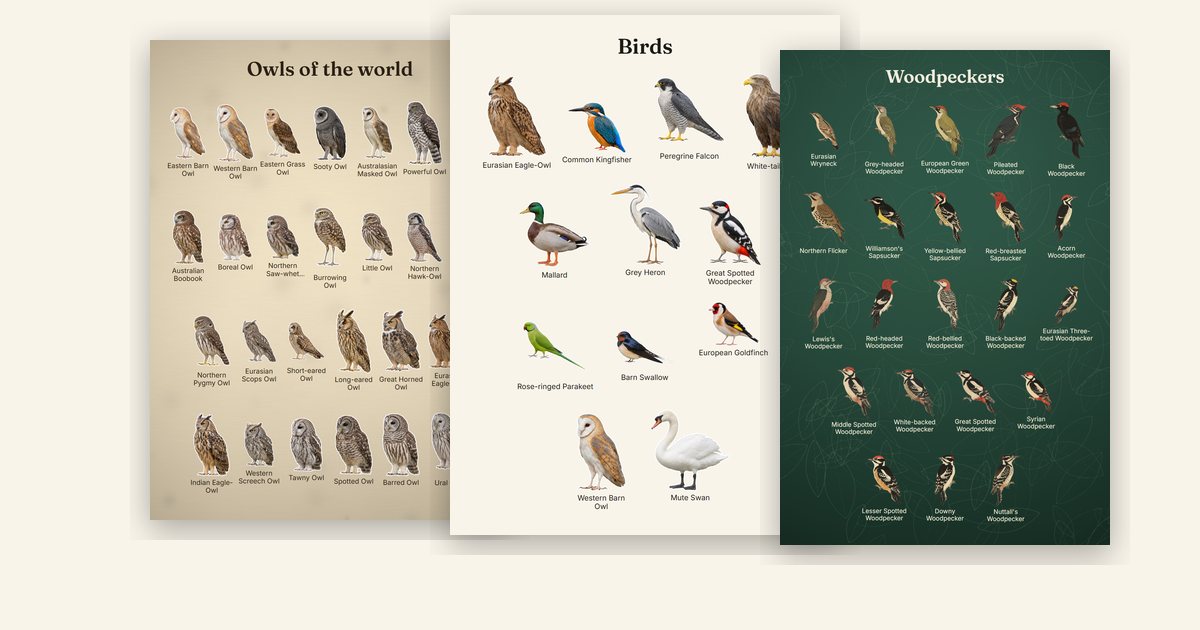 Owls of the world
Eastern Barn
Owl
Western Barn
Owl
Eastern Grass
Owl
Sooty Owl
Australasian
Masked Owl
Powerful Owl
Australian
Boobook
Boreal Owl
Northern
Saw-whet...
Burrowing
Owl
Little Owl
Northern
Hawk-Owl
Northern
Pygmy Owl
Eurasian
Scops Owl
Short-eared
Owl
Long-eared
Owl
Great Horned
Owl
Indian Eagle-
Owl
Western
Screech Owl
Tawny Owl
Spotted Owl
Barred Owl
Ural
Birds
Eurasian Eagle-Owl
Common Kingfisher
Peregrine Falcon
Mallard
Grey Heron
Great Spotted
Woodpecker
Rose-ringed Parakeet
Barn Swallow
European Goldfinch
Western Barn
Owl
Mute Swan
Woodpeckers
Eurasian
Wryneck
Grey-headed
Woodpecker
European Green
Woodpecker
Pileated
Woodpecker
Black
Woodpecker
Northern Flicker
Williamson's
Sapsucker
Yellow-bellied
Sapsucker
Red-breasted
Sapsucker
Acorn
Woodpecker
Lewis's
Woodpecker
Red-headed
Woodpecker
Red-bellied
Woodpecker
Black-backed
Woodpecker
Eurasian Three-
toed Woodpecker
Middle Spotted
Woodpecker
White-backed
Woodpecker
Great Spotted
Woodpecker
Syrian
Woodpecker
Lesser Spotted
Woodpecker
Downy
Woodpecker
Nuttall's
Woodpecker